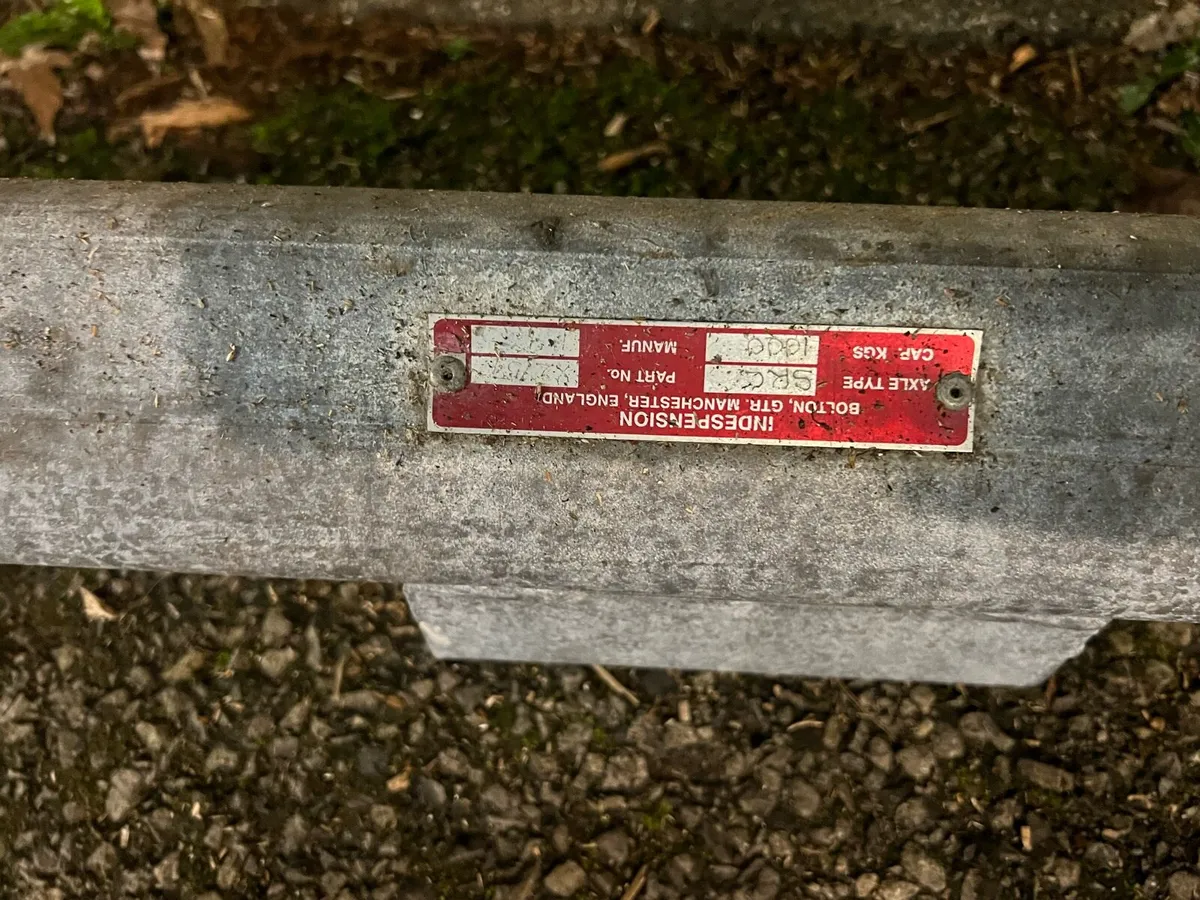 INDESPENSION
BOLTON, GTR. MANCHESTER, ENGLAND
AXLE TYPE PART No.
CAP. KGS 1000 MANUF.